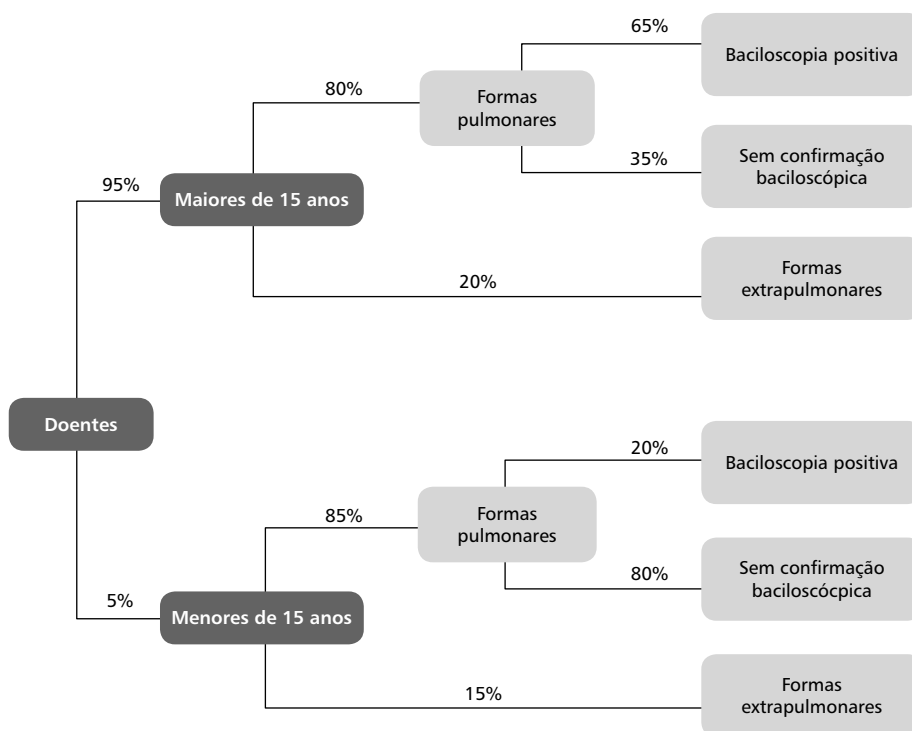 65%
Baciloscopia positiva
80%
Formas
pulmonares
35%
Sem confirmação
baciloscópica
95%
Maiores de 15 anos
20%
Formas
extrapulmonares
Doentes
20%
Baciloscopia positiva
85%
Formas
pulmonares
80%
Sem confirmação
baciloscócpica
5%
Menores de 15 anos
15%
Formas
extrapulmonares